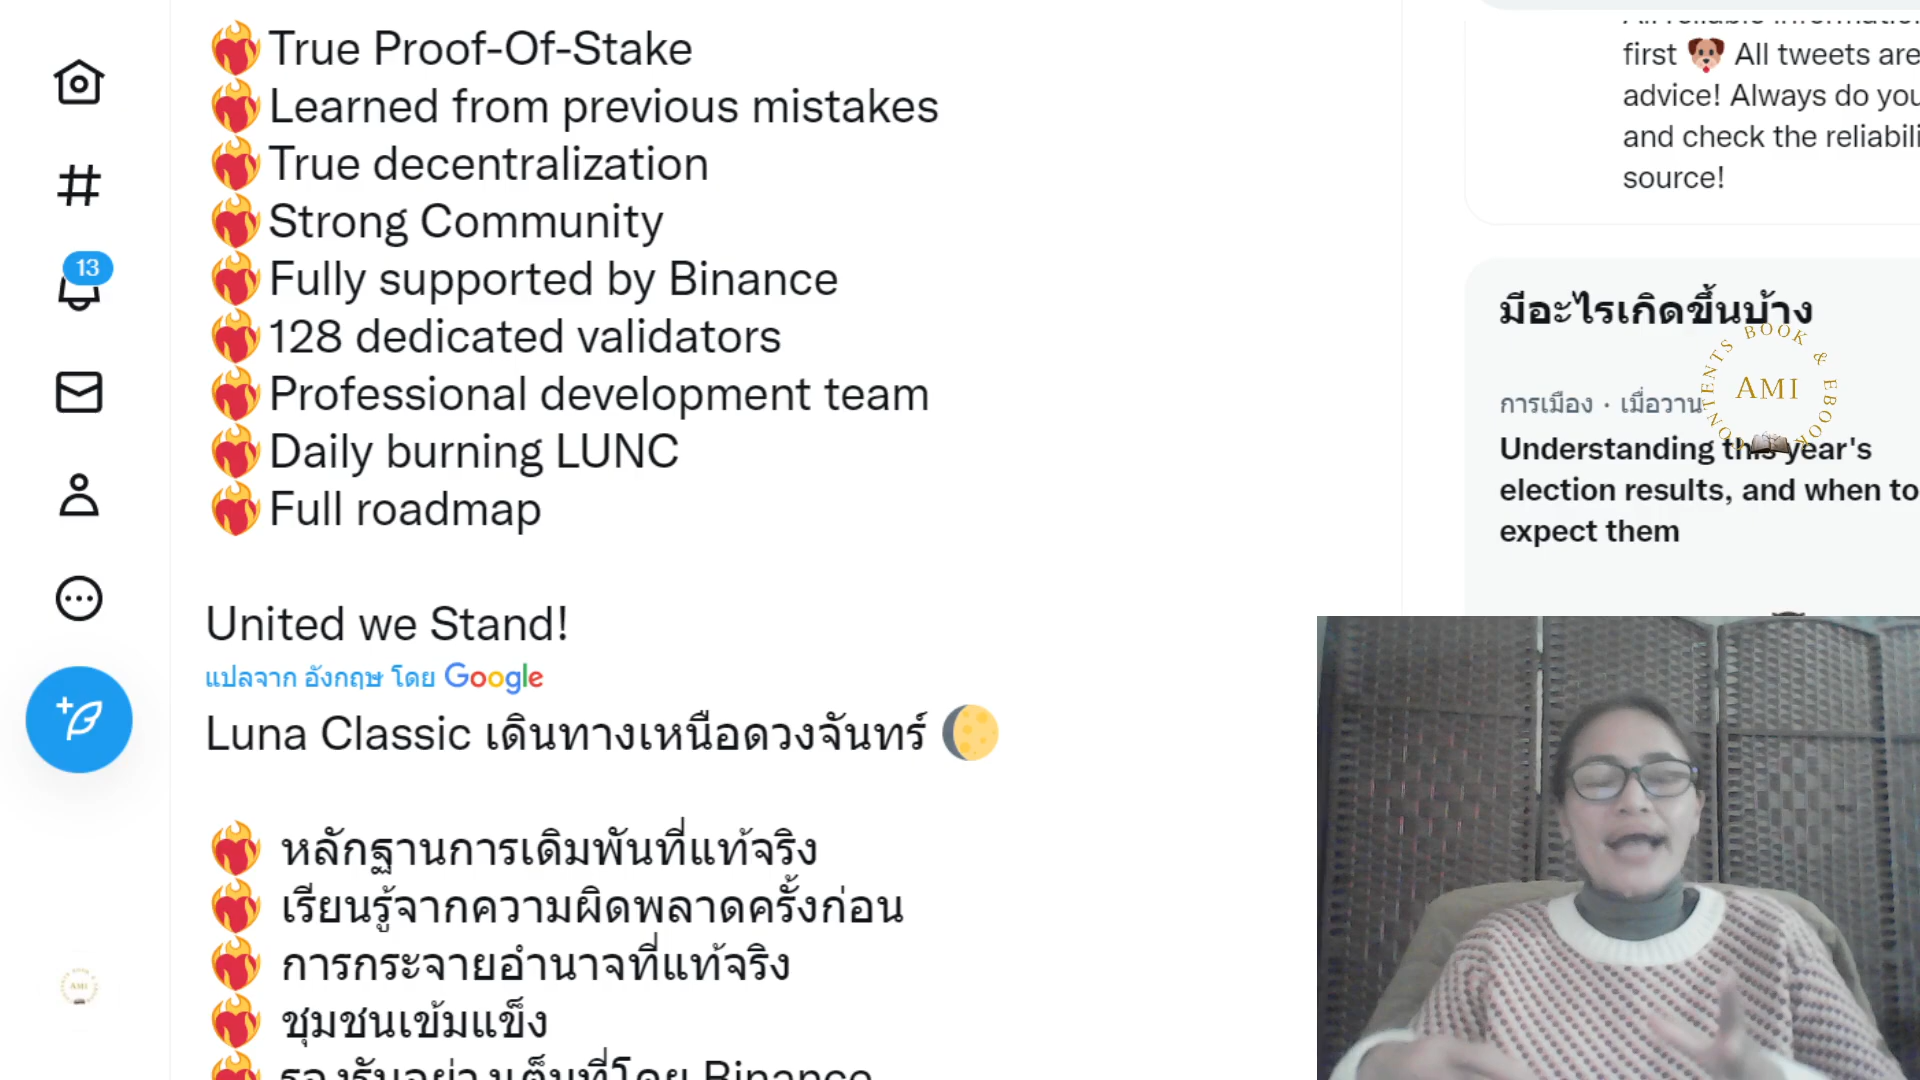 True Proof-Of-Stake
Learned from previous mistakes
True decentralization
Strong Community
Fully supported by Binance
128 dedicated validators
Professional development team
Daily burning LUNC
Full roadmap
United we Stand!
แปลจาก อังกฤษ โดย Google
Luna Classic เดินทางเหนือดวงจันทร์
หลักฐานการเดิมพันที่แท้จริง
เรียนรู้จากความผิดพลาดครั้งก่อน
การกระจายอำนาจที่แท้จริง
ชุมชนเข้มแข็ง
รองรับอย่างเต็มที่โดย Binance
13
first All tweets are
advice! Always do you
and check the reliabili
source!
มีอะไรเกิดขึ้นบ้าง
การเมือง · เมื่อวาน
Understanding this year's
election results, and when to
expect them
CONTENTS BOOK & EBOOK
AMI
AMI